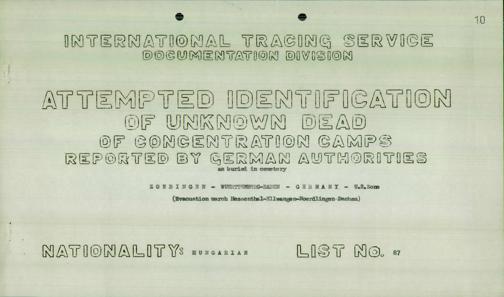 10
INTERNATIONAL TRACING SERVICE
DOCUMENTATION DIVISION
ATTEMPTED IDENTIFICATION
OF UNKNOWN DEAD
OF CONCENTRATION CAMPS
REPORTED BY GERMAN AUTHORITIES
as buried in cemetery
ZOEBINGEN - WUERTTEMBERG-BADEN - GERMANY - U.S.Zone
(Evacuation march Hessenthal-Ellwangen-Noerdlingen-Dachau)
NATIONALITY: HUNGARIAN LIST No. 87